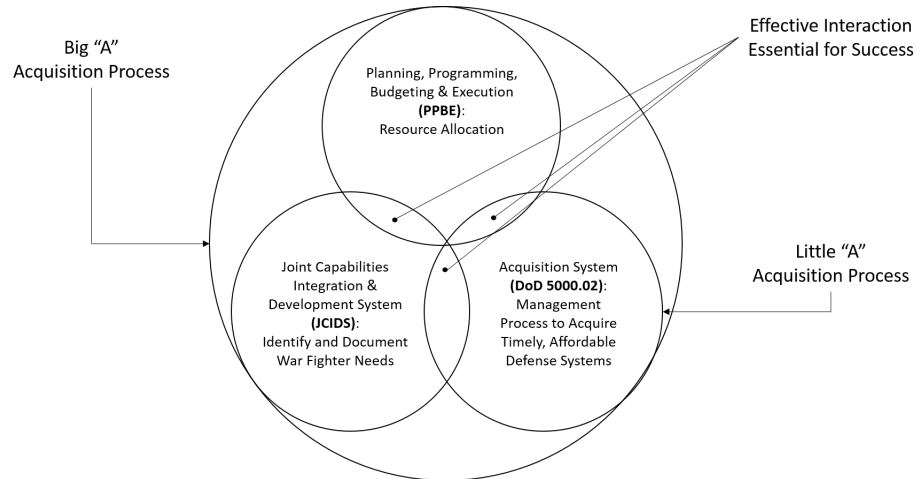 Big “A”
Acquisition Process
Effective Interaction
Essential for Success
Planning, Programming,
Budgeting & Execution
(PPBE):
Resource Allocation
Joint Capabilities
Integration &
Development System
(JCIDS):
Identify and Document
War Fighter Needs
Acquisition System
(DoD 5000.02):
Management
Process to Acquire
Timely, Affordable
Defense Systems
Little “A”
Acquisition Process